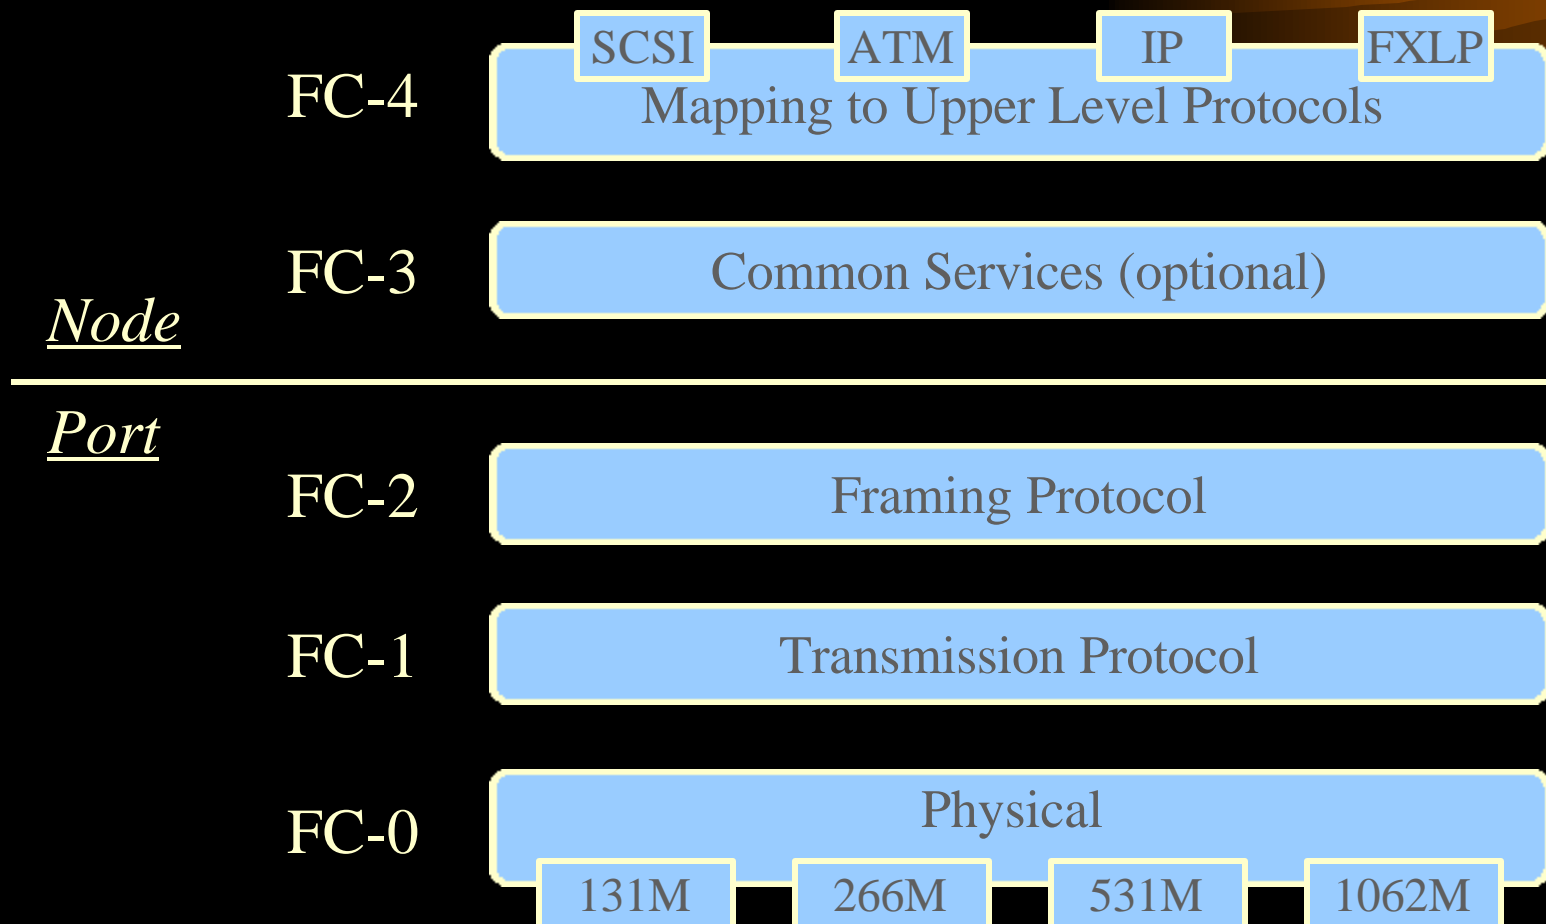 SCSI ATM IP FXLP
FC-4 Mapping to Upper Level Protocols
FC-3 Common Services (optional)
Node
Port
FC-2 Framing Protocol
FC-1 Transmission Protocol
Physical
FC-0
131M 266M 531M 1062M